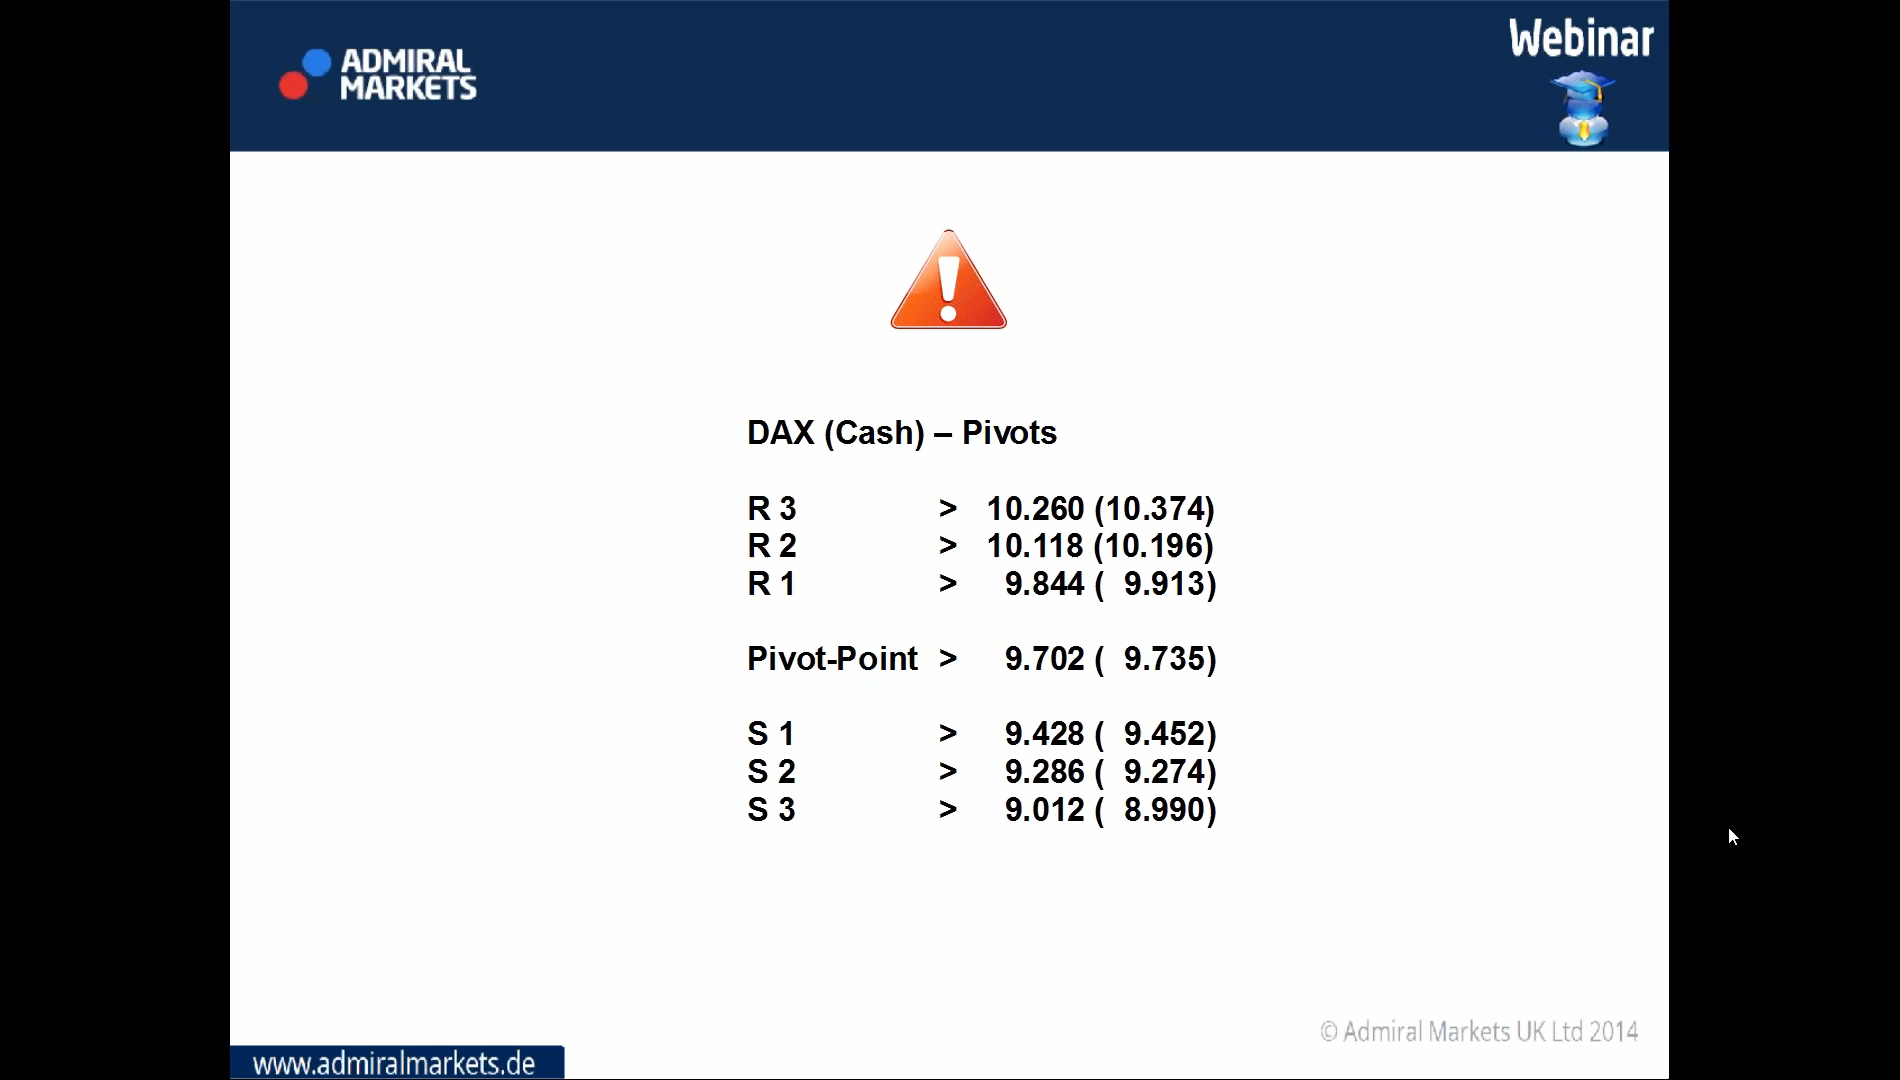 ADMIRAL
MARKETS
Webinar
DAX (Cash) – Pivots
R 3 > 10.260 (10.374)
R 2 > 10.118 (10.196)
R 1 > 9.844 ( 9.913)
Pivot-Point > 9.702 ( 9.735)
S 1 > 9.428 ( 9.452)
S 2 > 9.286 ( 9.274)
S 3 > 9.012 ( 8.990)
© Admiral Markets UK Ltd 2014
www.admiralmarkets.de